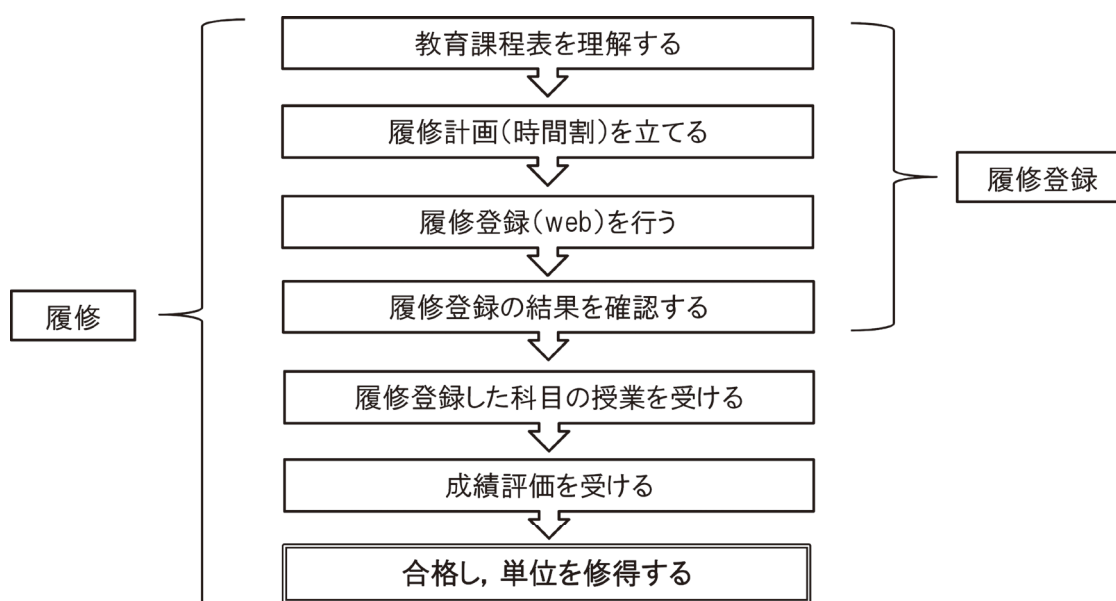 教育課程表を理解する
履修計画(時間割)を立てる
履修登録
履修登録(web)を行う
履修登録の結果を確認する
履修
履修登録した科目の授業を受ける
成績評価を受ける
合格し，単位を修得する